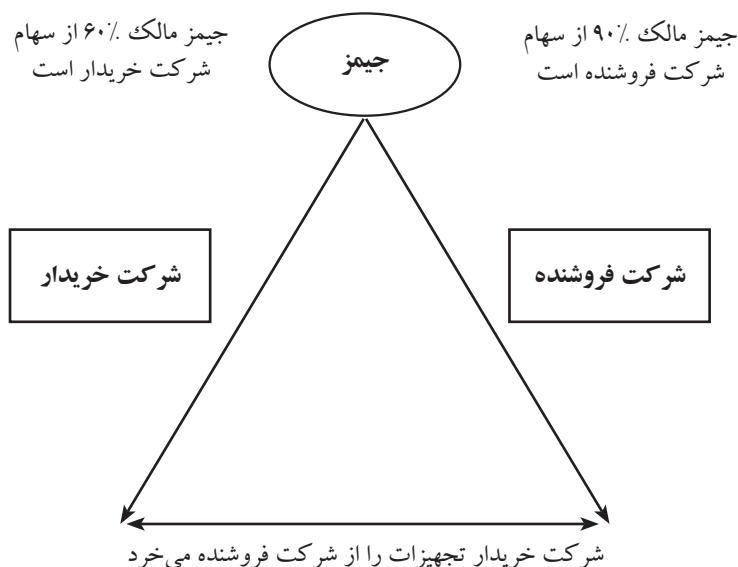 جیمز مالک ٪۹۰ از سهام
شرکت فروشنده است
جیمز
جیمز مالک ٪۶۰ از سهام
شرکت خریدار است
شرکت فروشنده
شرکت خریدار
شرکت خریدار تجهیزات را از شرکت فروشنده می‌خرد